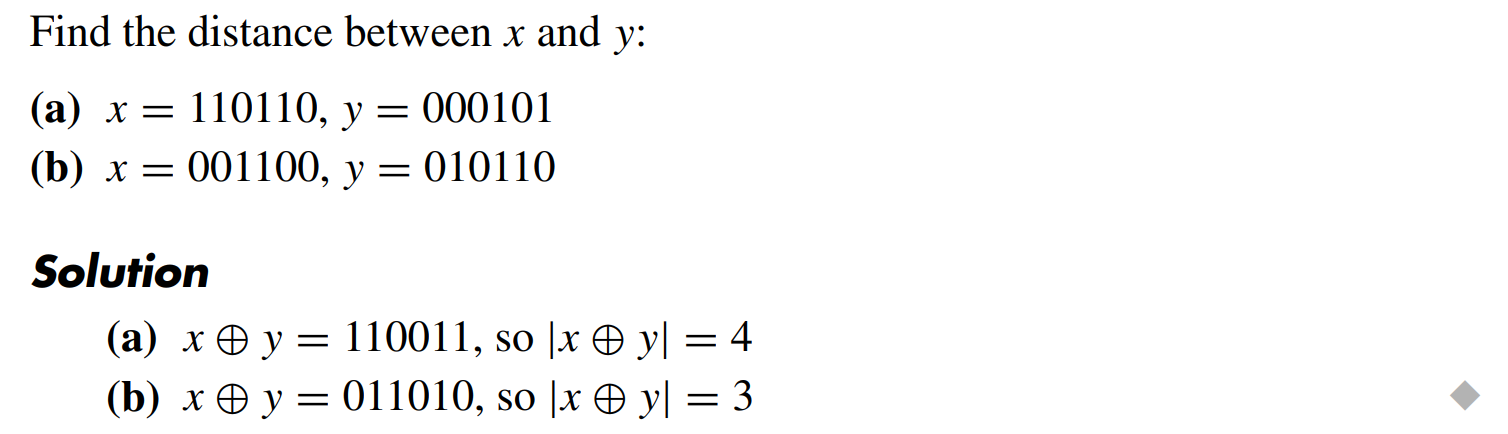 Find the distance between x and y:
(a) x = 110110, y = 000101
(b) x = 001100, y = 010110
Solution
(a) x ⊕ y = 110011, so |x ⊕ y| = 4
(b) x ⊕ y = 011010, so |x ⊕ y| = 3